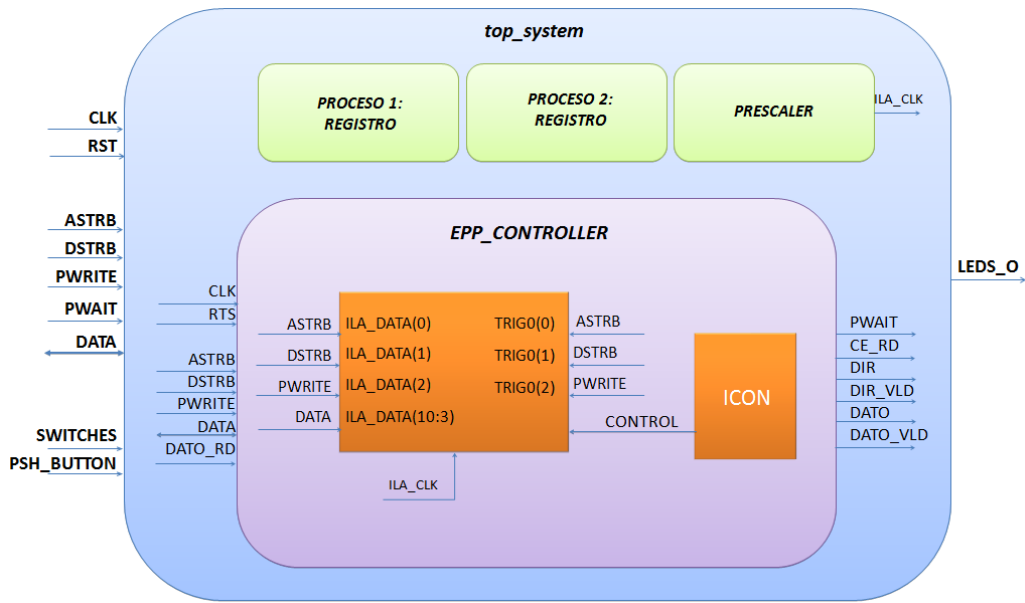 top_system
PROCESO 1:
REGISTRO
PROCESO 2:
REGISTRO
PRESCALER
ILA_CLK
CLK
RST
ASTRB
DSTRB
PWRITE
PWAIT
DATA
SWITCHES
PSH_BUTTON
EPP_CONTROLLER
CLK
RTS
ASTRB
DSTRB
PWRITE
DATA
DATO_RD
ASTRB
DSTRB
PWRITE
DATA
ILA_DATA(0)
ILA_DATA(1)
ILA_DATA(2)
ILA_DATA(10:3)
TRIG0(0)
TRIG0(1)
TRIG0(2)
ASTRB
DSTRB
PWRITE
CONTROL
ICON
ILA_CLK
PWAIT
CE_RD
DIR
DIR_VLD
DATO
DATO_VLD
LEDS_O